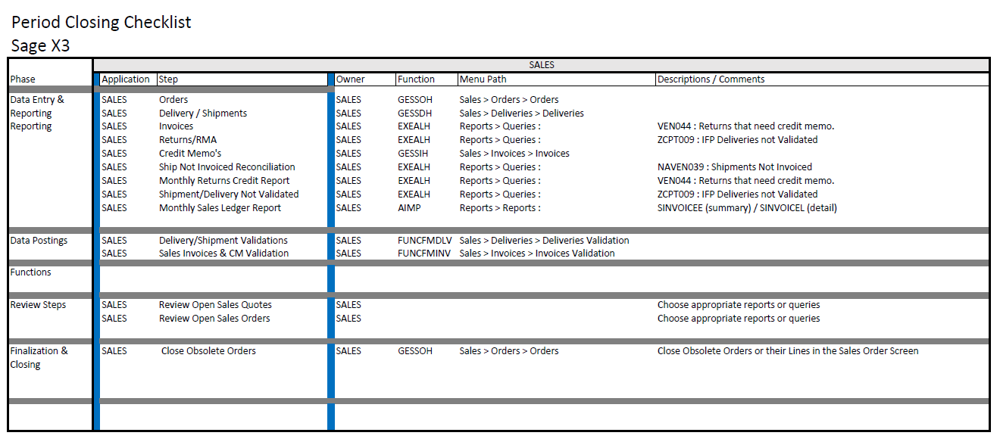 Period Closing Checklist
Sage X3
SALES
Phase Application Step Owner Function Menu Path Descriptions / Comments
Data Entry & SALES Orders SALES GESSOH Sales > Orders > Orders
Reporting SALES Delivery / Shipments SALES GESSDH Sales > Deliveries > Deliveries
Reporting SALES Invoices SALES EXEALH Reports > Queries : VEN044 : Returns that need credit memo.
SALES Returns/RMA SALES EXEALH Reports > Queries : ZCPT009 : IFP Deliveries not Validated
SALES Credit Memo's SALES GESSIH Sales > Invoices > Invoices
SALES Ship Not Invoiced Reconciliation SALES EXEALH Reports > Queries : NAVEN039 : Shipments Not Invoiced
SALES Monthly Returns Credit Report SALES EXEALH Reports > Queries : VEN044 : Returns that need credit memo.
SALES Shipment/Delivery Not Validated SALES EXEALH Reports > Queries : ZCPT009 : IFP Deliveries not Validated
SALES Monthly Sales Ledger Report SALES AIMP Reports > Reports : SINVOICEE (summary) / SINVOICEL (detail)
Data Postings SALES Delivery/Shipment Validations SALES FUNCFMDLV Sales > Deliveries > Deliveries Validation
SALES Sales Invoices & CM Validation SALES FUNCFMINV Sales > Invoices > Invoices Validation
Functions
Review Steps SALES Review Open Sales Quotes SALES Choose appropriate reports or queries
SALES Review Open Sales Orders SALES Choose appropriate reports or queries
Finalization & SALES Close Obsolete Orders SALES GESSOH Sales > Orders > Orders Close Obsolete Orders or their Lines in the Sales Order Screen
Closing